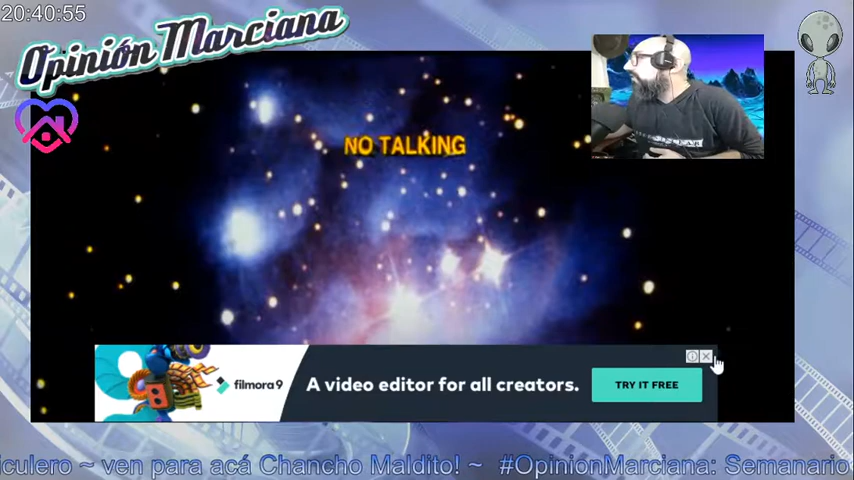 20:40:55
Opinión Marciana
NO TALKING
filmora9
A video editor for all creators.
TRY IT FREE
iculero ~ ven para acá Chancho Maldito! ~ #OpinionMarciana: Semanario